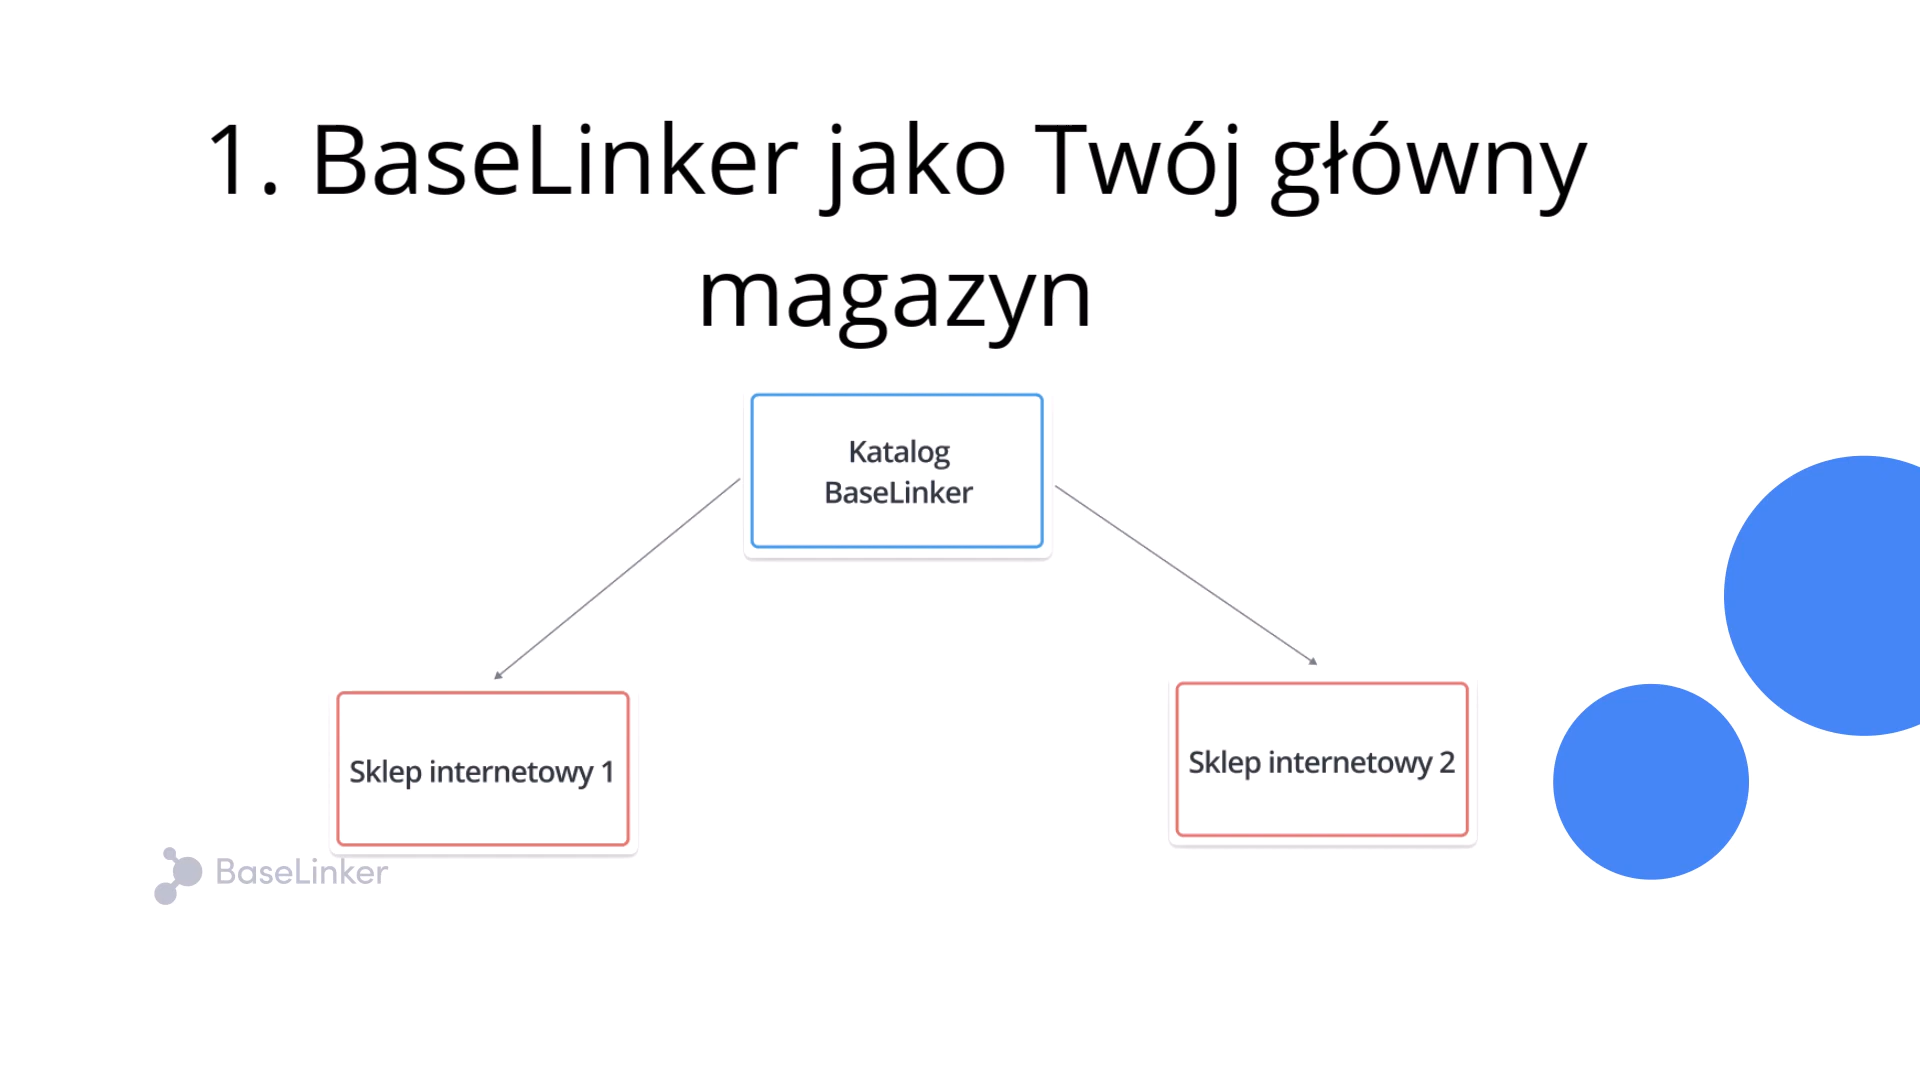 1. BaseLinker jako Twój główny
magazyn
Katalog
BaseLinker
Sklep internetowy 1
Sklep internetowy 2
BaseLinker